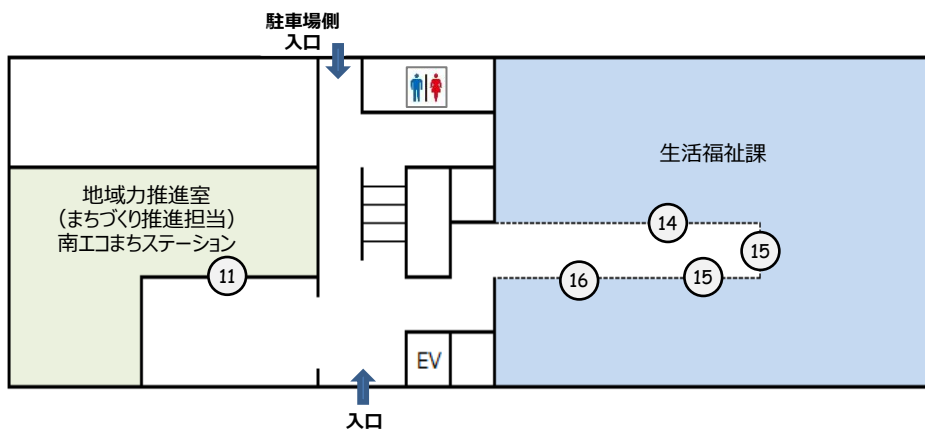 駐車場側
入口
生活福祉課
地域力推進室
（まちづくり推進担当）
南エコまちステーション
14
15
11
16
15
EV
入口